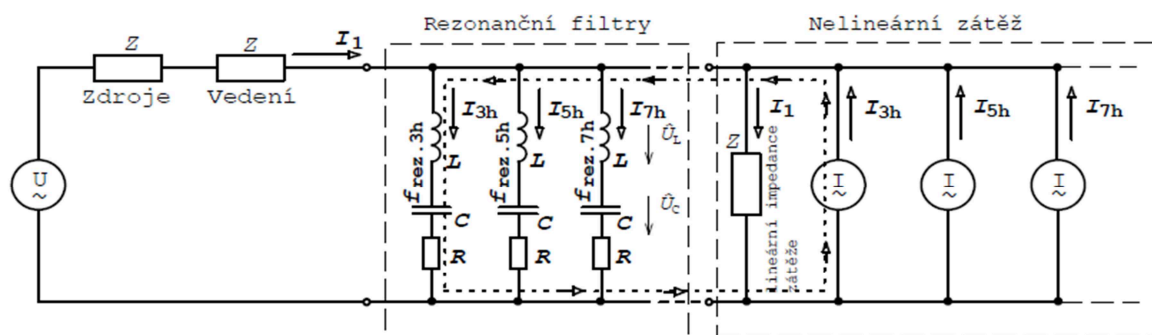 Rezonanční filtry
Nelineární zátěž
Z
Z
I1
Zdroje
Vedení
U
~
I3h
I5h
I7h
frez.3h
frez.5h
frez.7h
L
L
L
ÛL
C
C
C
ÛC
R
R
R
I1
Z
lineární impedance
zátěže
I3h
I5h
I7h
I
~
I
~
I
~